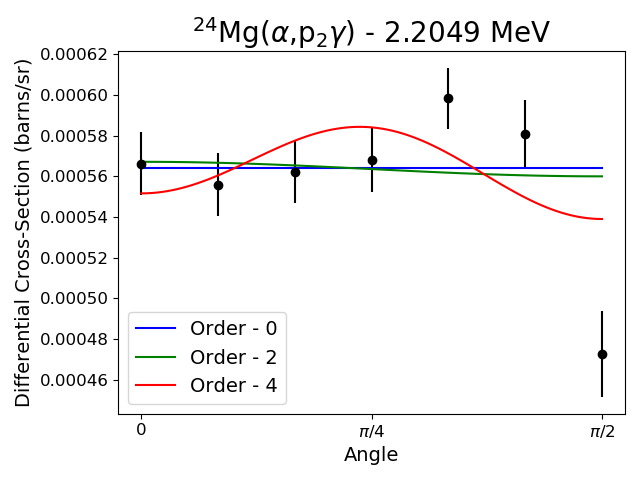 ²⁴Mg(α,p₂γ) - 2.2049 MeV
Differential Cross-Section (barns/sr)
0.00062
0.00060
0.00058
0.00056
0.00054
0.00052
0.00050
0.00048
0.00046
Order - 0
Order - 2
Order - 4
0 π/4 π/2
Angle